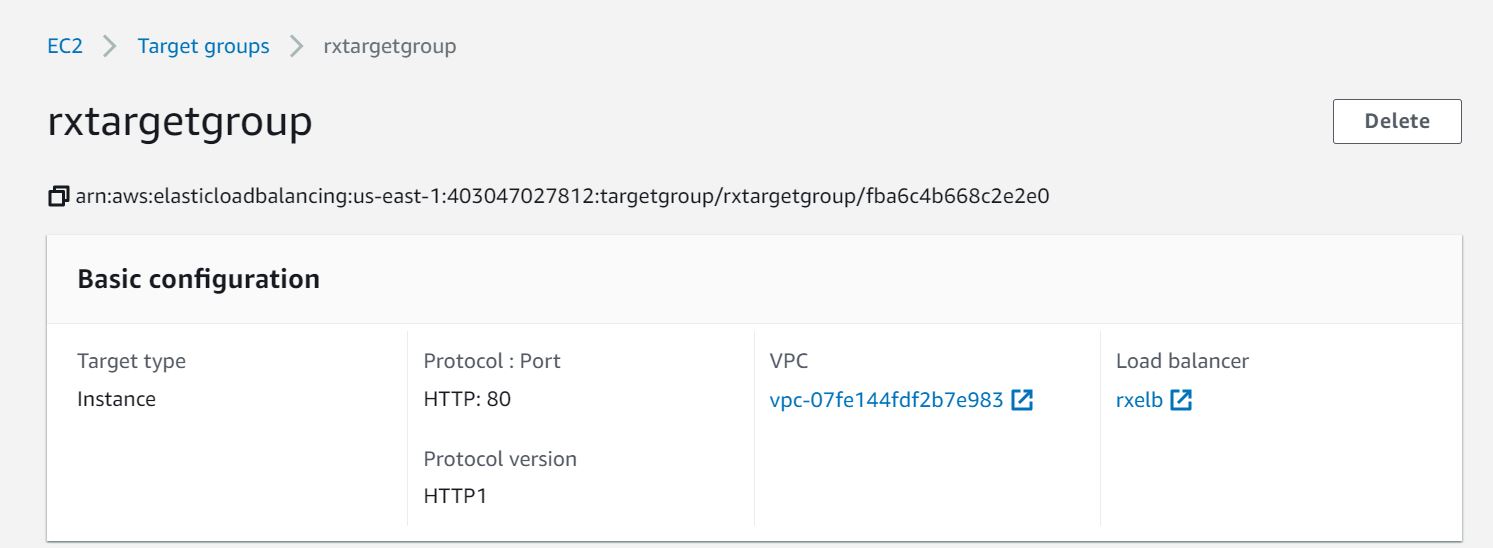 EC2 > Target groups > rxtargetgroup
rxtargetgroup
Delete
arn:aws:elasticloadbalancing:us-east-1:403047027812:targetgroup/rxtargetgroup/fba6c4b668c2e2e0
Basic configuration
Target type
Instance
Protocol : Port
HTTP: 80
Protocol version
HTTP1
VPC
vpc-07fe144fdf2b7e983
Load balancer
rxelb